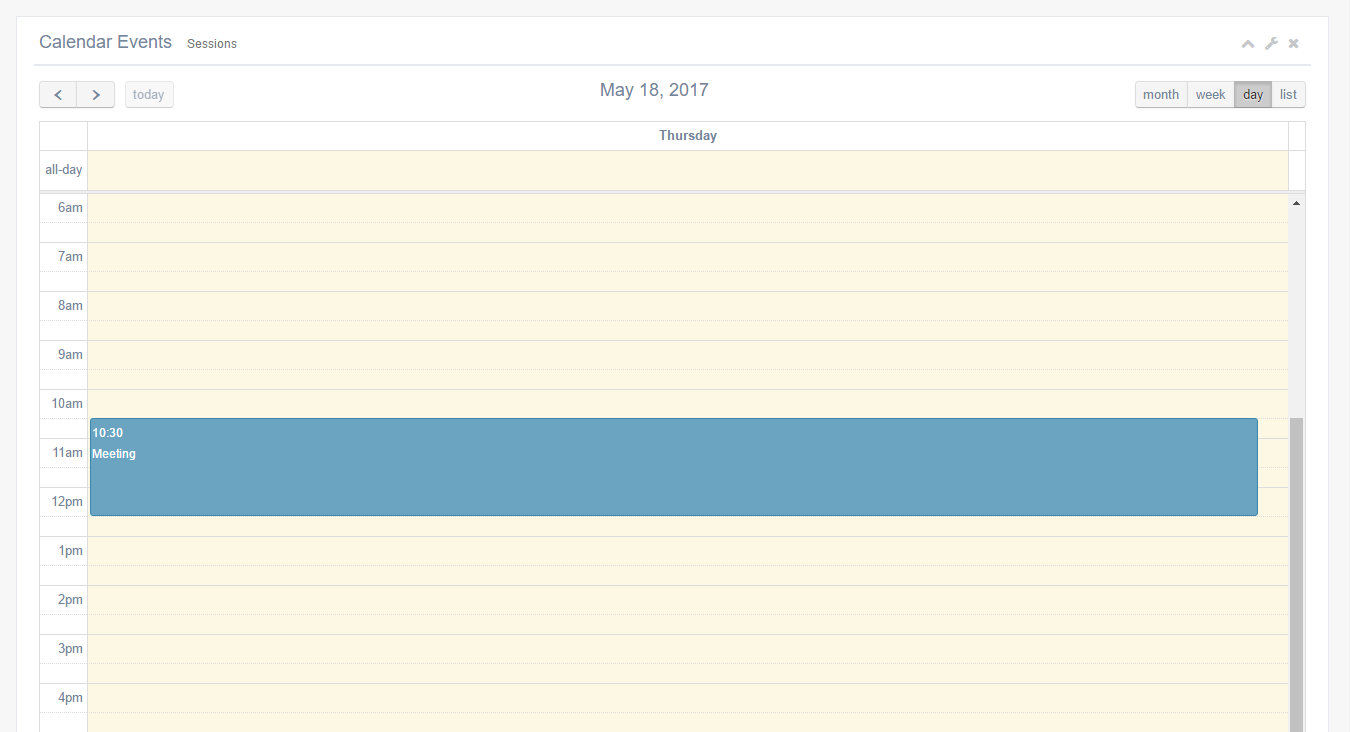 Calendar Events Sessions
today
May 18, 2017
month week day list
Thursday
all-day
6am
7am
8am
9am
10am
10:30
11am
Meeting
12pm
1pm
2pm
3pm
4pm